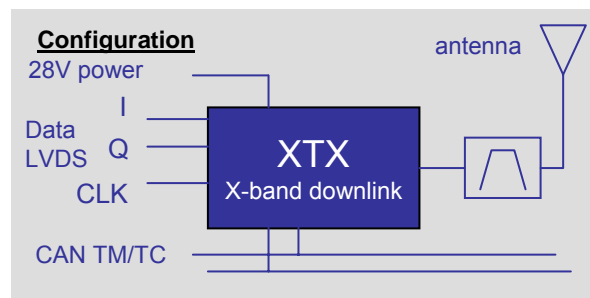 Configuration
antenna
28V power
I
Data
LVDS
Q
CLK
XTX
X-band downlink
CAN TM/TC